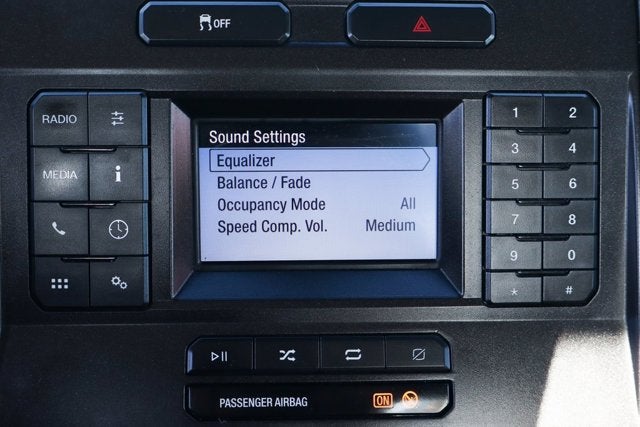 OFF
RADIO
MEDIA
i
Sound Settings
Equalizer
Balance / Fade
Occupancy Mode All
Speed Comp. Vol. Medium
1 2
3 4
5 6
7 8
9 0
* #
PASSENGER AIRBAG ON